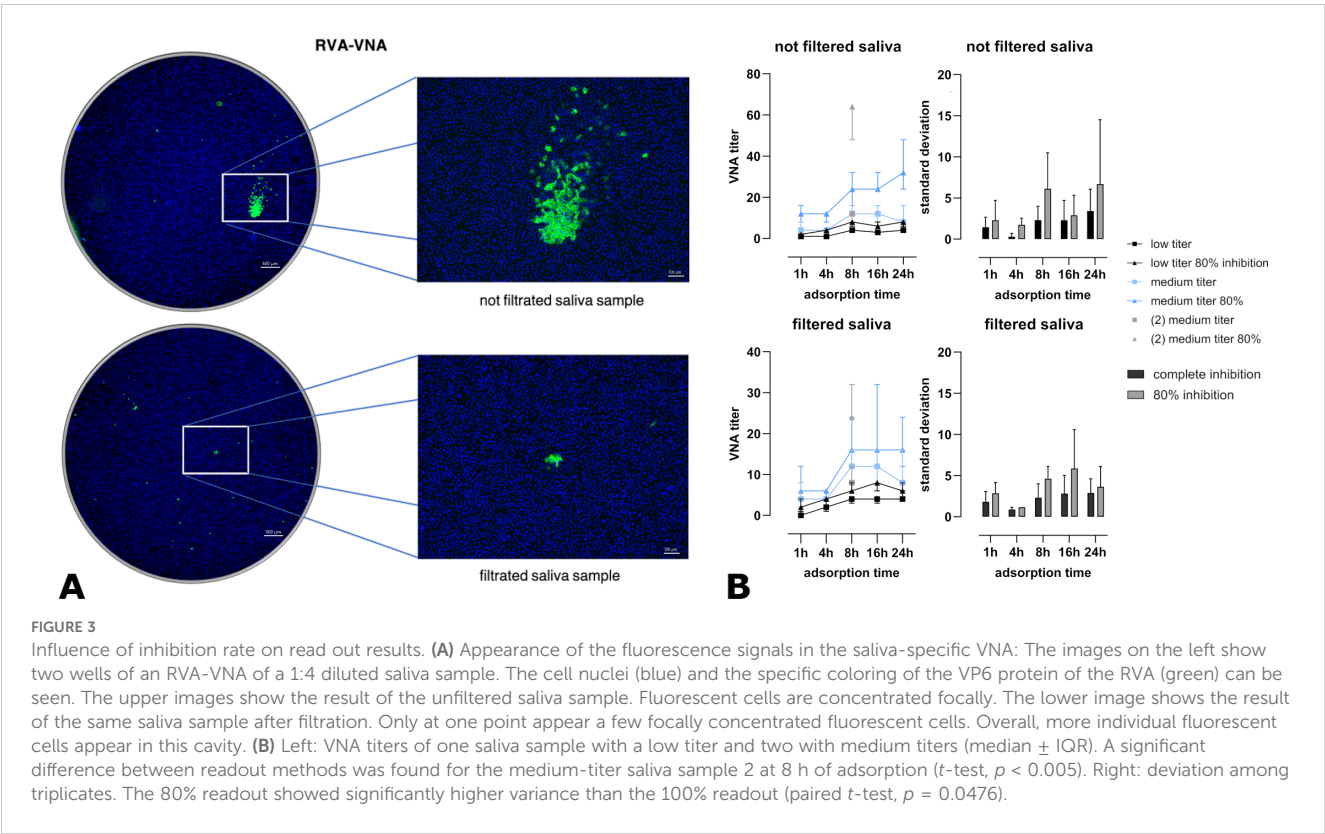 RVA-VNA
500 µm
100 µm
not filtrated saliva sample
500 µm
100 µm
filtrated saliva sample
A
not filtered saliva
80
60
40
20
0
VNA titer
1h 4h 8h 16h 24h
adsorption time
not filtered saliva
20
15
10
5
0
standard deviation
1h 4h 8h 16h 24h
adsorption time
filtered saliva
40
30
20
10
0
VNA titer
1h 4h 8h 16h 24h
adsorption time
filtered saliva
20
15
10
5
0
standard deviation
1h 4h 8h 16h 24h
adsorption time
low titer
low titer 80% inhibition
medium titer
medium titer 80%
(2) medium titer
(2) medium titer 80%
complete inhibition
80% inhibition
B
FIGURE 3
Influence of inhibition rate on read out results. (A) Appearance of the fluorescence signals in the saliva-specific VNA: The images on the left show
two wells of an RVA-VNA of a 1:4 diluted saliva sample. The cell nuclei (blue) and the specific coloring of the VP6 protein of the RVA (green) can be
seen. The upper images show the result of the unfiltered saliva sample. Fluorescent cells are concentrated focally. The lower image shows the result
of the same saliva sample after filtration. Only at one point appear a few focally concentrated fluorescent cells. Overall, more individual fluorescent
cells appear in this cavity. (B) Left: VNA titers of one saliva sample with a low titer and two with medium titers (median ± IQR). A significant
difference between readout methods was found for the medium-titer saliva sample 2 at 8 h of adsorption (t-test, p < 0.005). Right: deviation among
triplicates. The 80% readout showed significantly higher variance than the 100% readout (paired t-test, p = 0.0476).